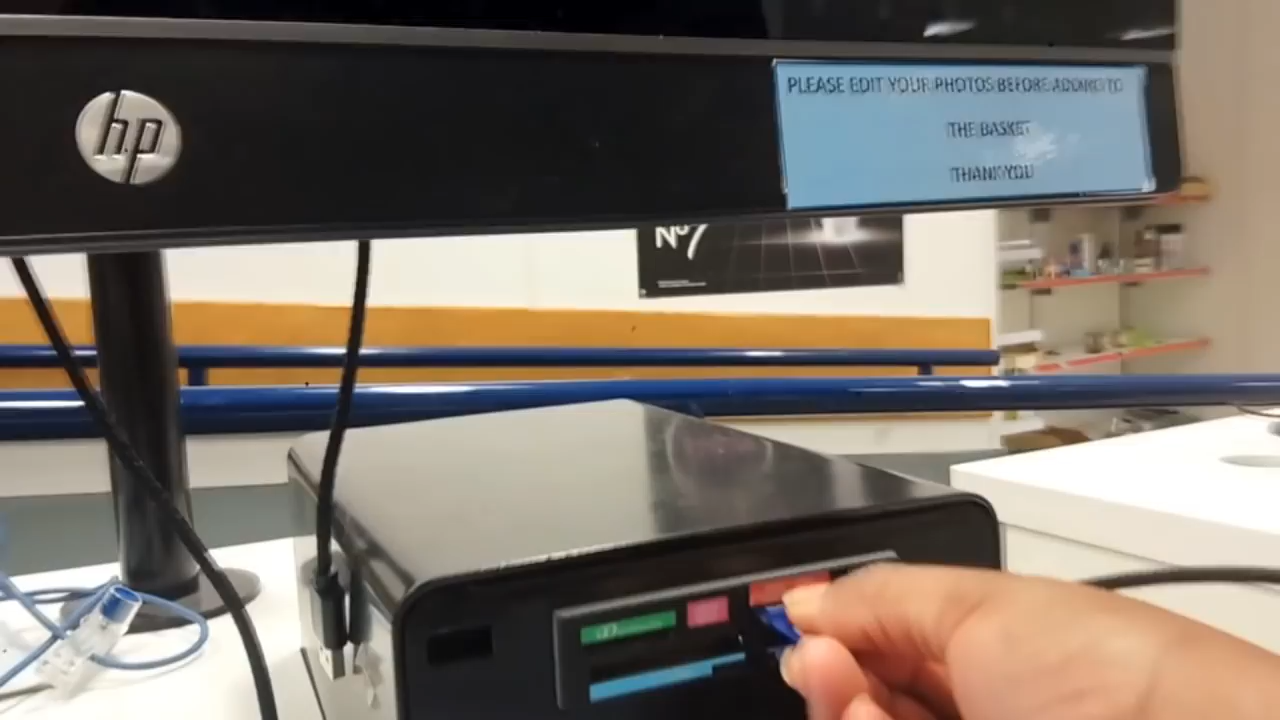 hp
PLEASE EDIT YOUR PHOTOS BEFORE ADDING TO
THE BASKET
THANK YOU
No7